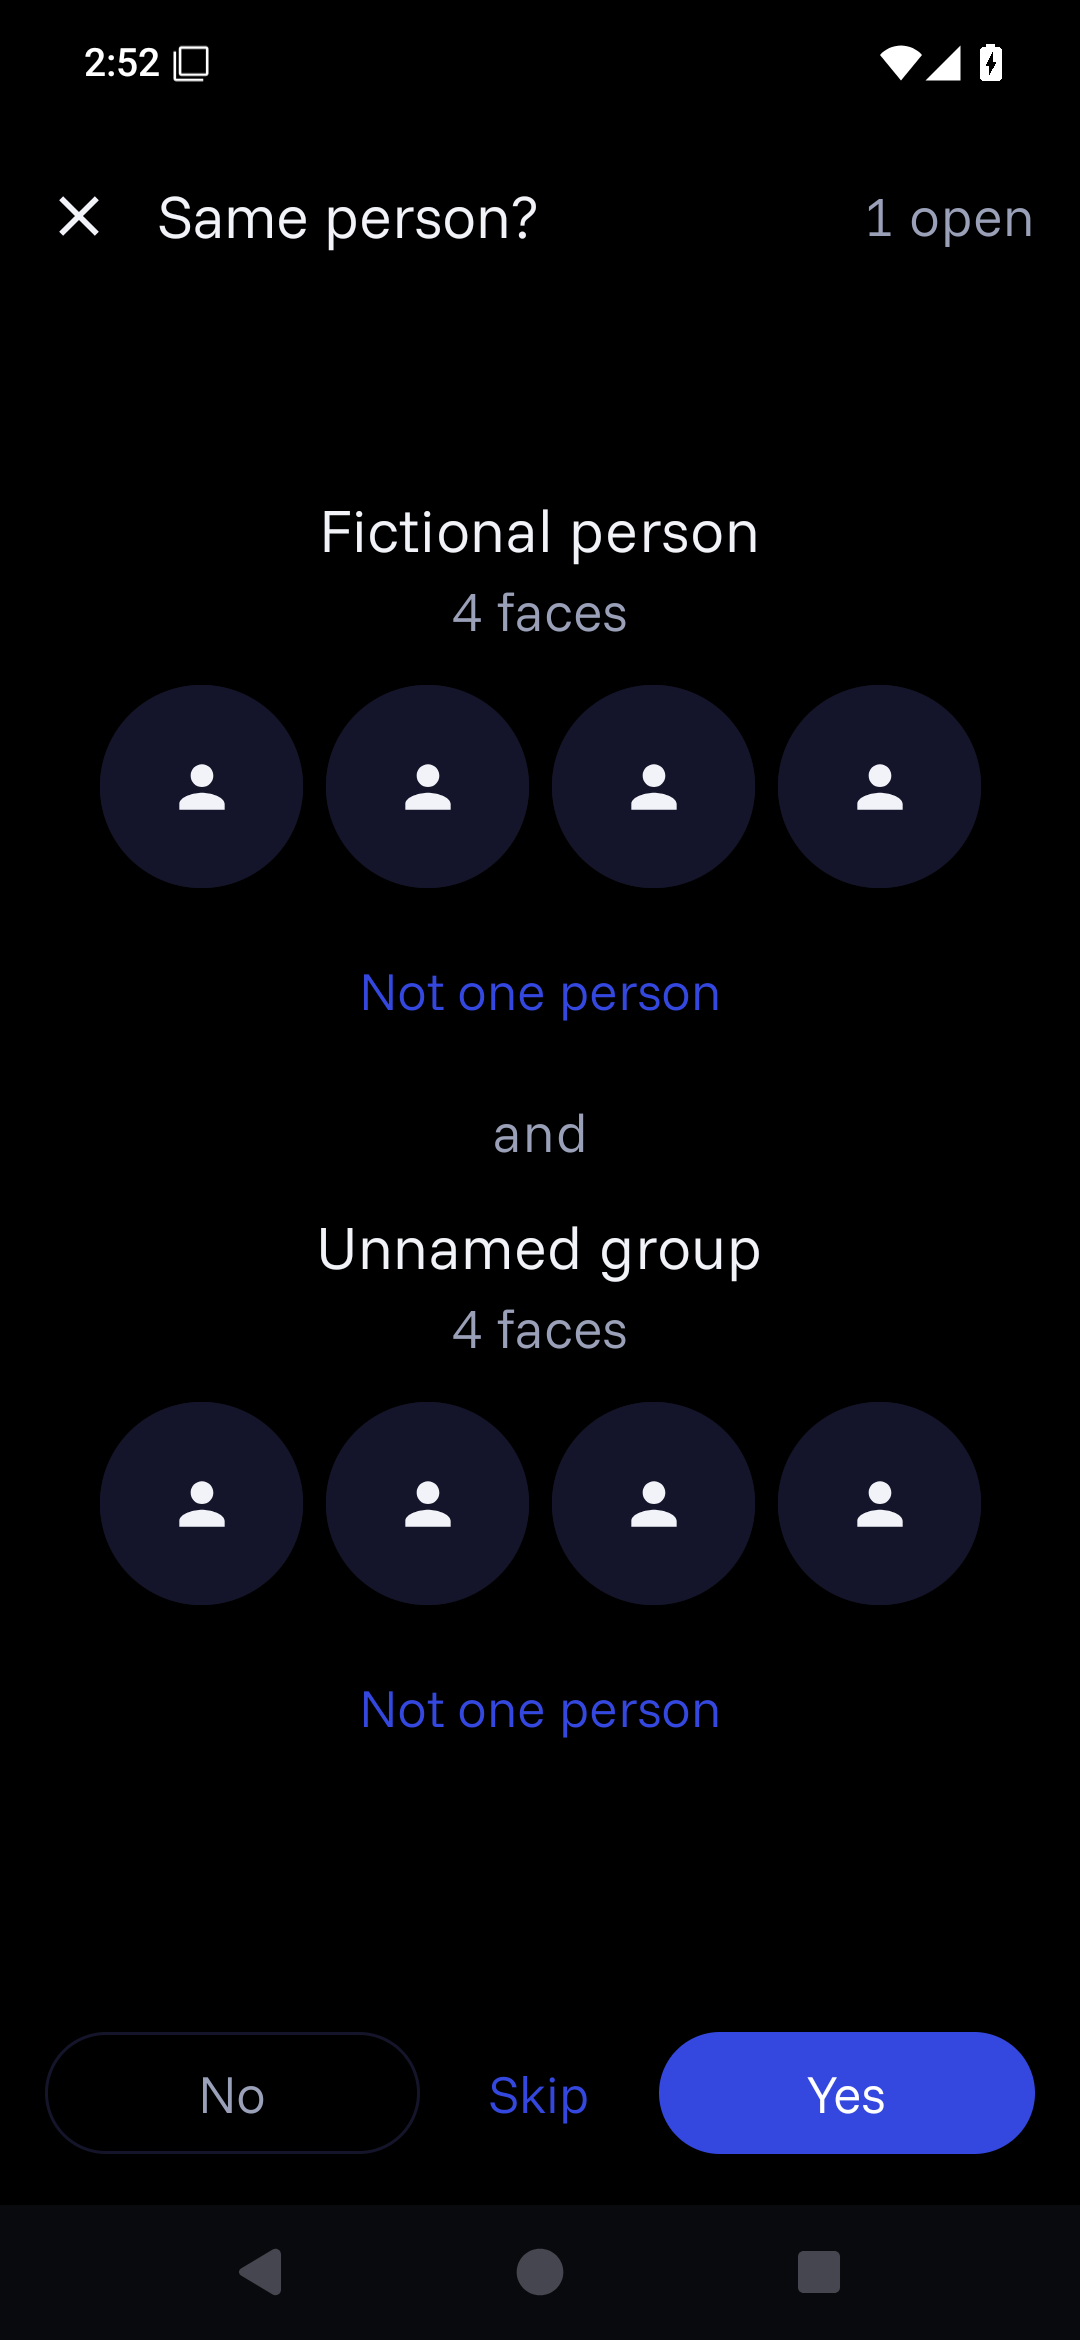 2:52
Same person?
1 open
Fictional person
4 faces
Not one person
and
Unnamed group
4 faces
Not one person
No
Skip
Yes